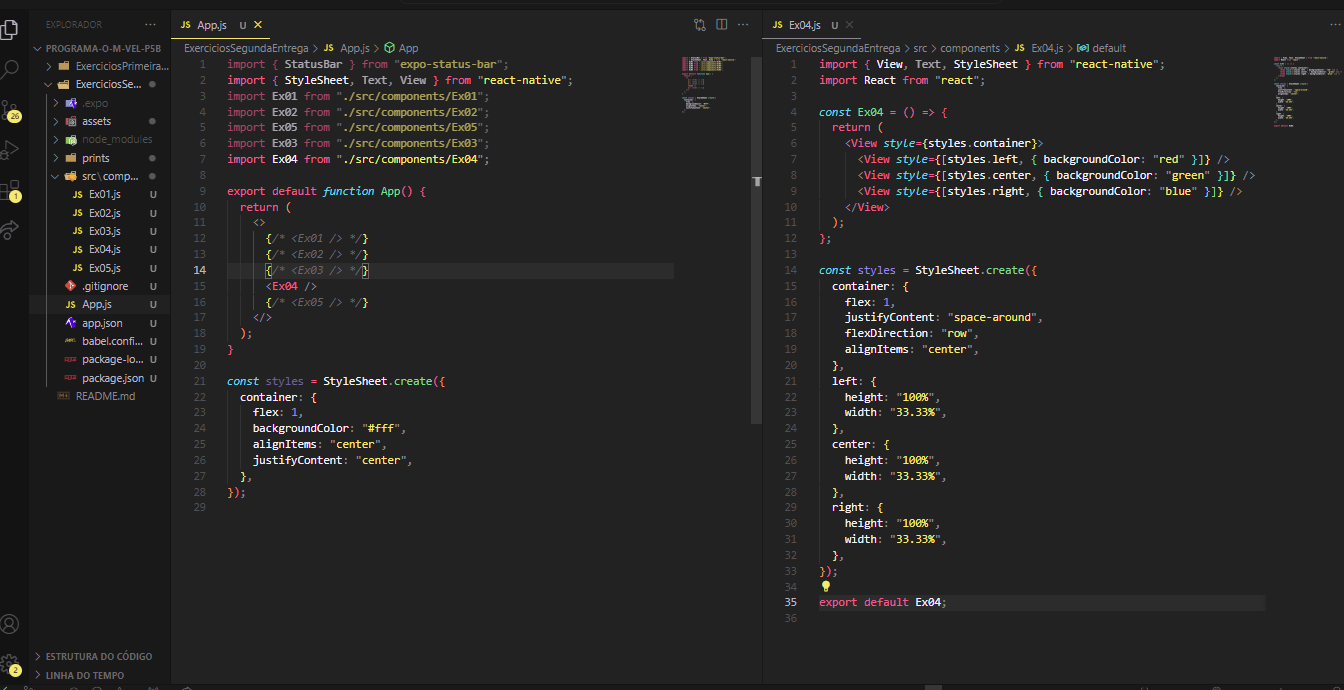 EXPLORADOR
PROGRAMA-O-M-VEL-PSB
ExerciciosPrimeira...
ExerciciosSe...
.expo
assets
node_modules
prints
src\comp...
JS Ex01.js U
JS Ex02.js U
JS Ex03.js U
JS Ex04.js U
JS Ex05.js U
.gitignore U
JS App.js U
app.json U
babel.confi... U
package-lo... U
package.json U
README.md
ESTRUTURA DO CÓDIGO
LINHA DO TEMPO
26
1
2
JS App.js U
ExerciciosSegundaEntrega > JS App.js > App
1 import { StatusBar } from "expo-status-bar";
2 import { StyleSheet, Text, View } from "react-native";
3 import Ex01 from "./src/components/Ex01";
4 import Ex02 from "./src/components/Ex02";
5 import Ex05 from "./src/components/Ex05";
6 import Ex03 from "./src/components/Ex03";
7 import Ex04 from "./src/components/Ex04";
8
9 export default function App() {
10 return (
11 <>
12 {/* <Ex01 /> */}
13 {/* <Ex02 /> */}
14 {/* <Ex03 /> */}
15 <Ex04 />
16 {/* <Ex05 /> */}
17 </>
18 );
19 }
20
21 const styles = StyleSheet.create({
22 container: {
23 flex: 1,
24 backgroundColor: "#fff",
25 alignItems: "center",
26 justifyContent: "center",
27 },
28 });
29
JS Ex04.js U
ExerciciosSegundaEntrega > src > components > JS Ex04.js > default
1 import { View, Text, StyleSheet } from "react-native";
2 import React from "react";
3
4 const Ex04 = () => {
5 return (
6 <View style={styles.container}>
7 <View style={[styles.left, { backgroundColor: "red" }]} />
8 <View style={[styles.center, { backgroundColor: "green" }]} />
9 <View style={[styles.right, { backgroundColor: "blue" }]} />
10 </View>
11 );
12 };
13
14 const styles = StyleSheet.create({
15 container: {
16 flex: 1,
17 justifyContent: "space-around",
18 flexDirection: "row",
19 alignItems: "center",
20 },
21 left: {
22 height: "100%",
23 width: "33.33%",
24 },
25 center: {
26 height: "100%",
27 width: "33.33%",
28 },
29 right: {
30 height: "100%",
31 width: "33.33%",
32 },
33 });
34
35 export default Ex04;
36